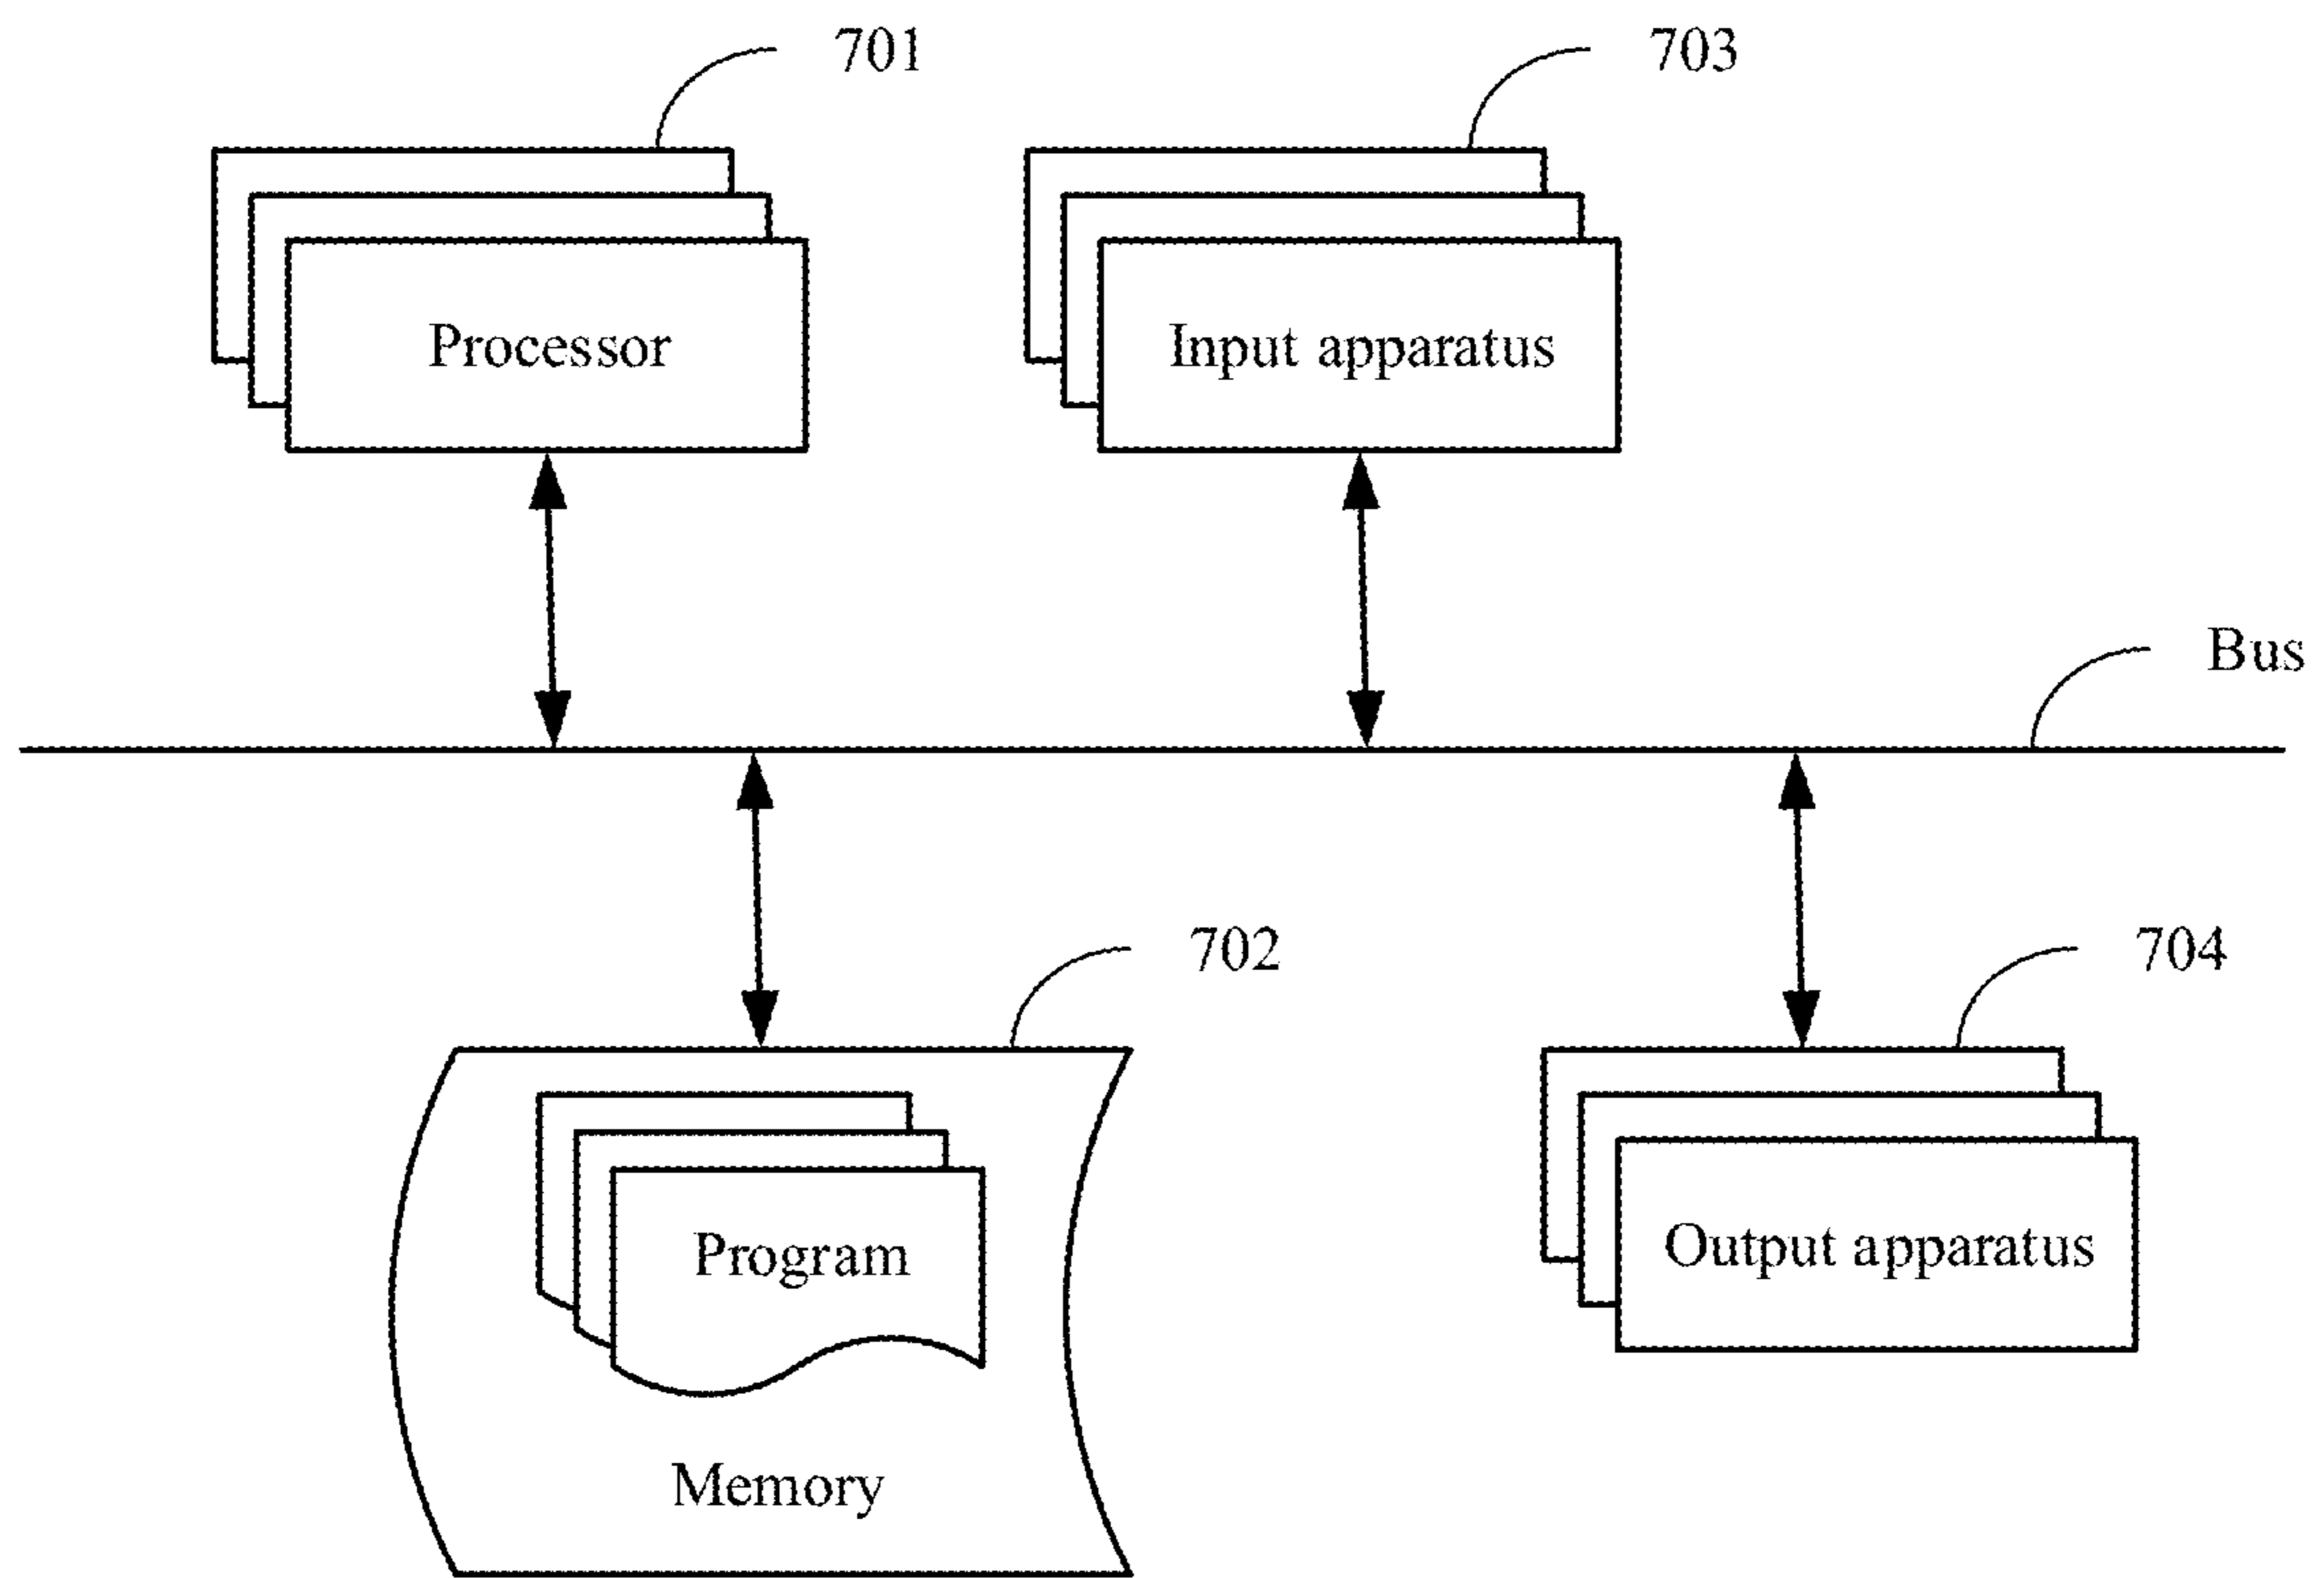 701
703
Processor
Input apparatus
Bus
702
704
Program
Output apparatus
Memory